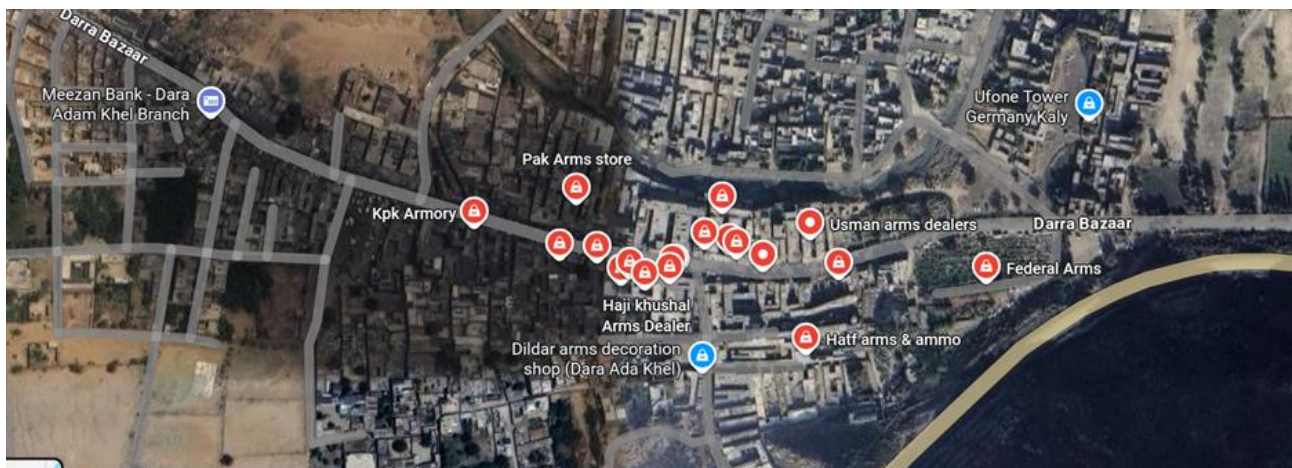 Darra Bazaar
Meezan Bank - Dara
Adam Khel Branch
Ufone Tower
Germany Kaly
Pak Arms store
Kpk Armory
Usman arms dealers
Darra Bazaar
Federal Arms
Haji khushal
Arms Dealer
Hatf arms & ammo
Dildar arms decoration
shop (Dara Ada Khel)